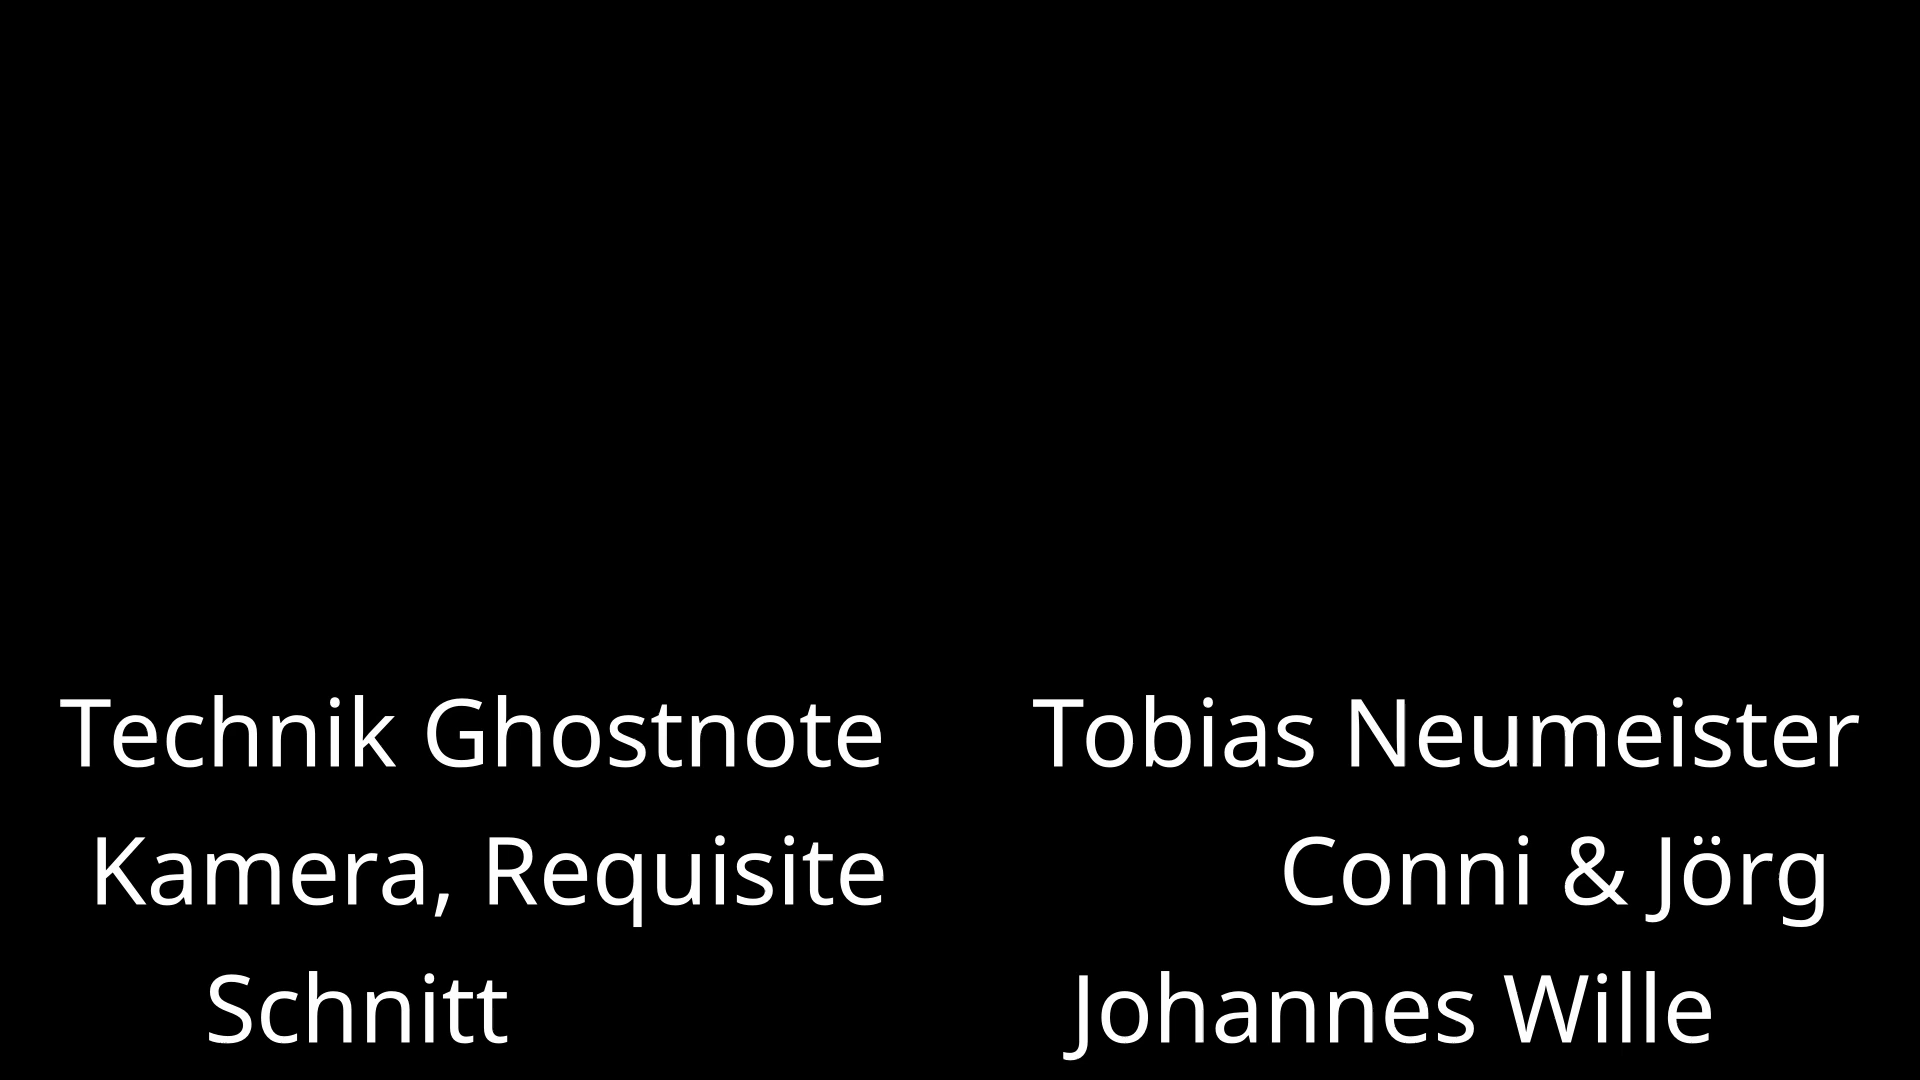 Technik Ghostnote Tobias Neumeister
Kamera, Requisite Conni & Jörg
Schnitt Johannes Wille